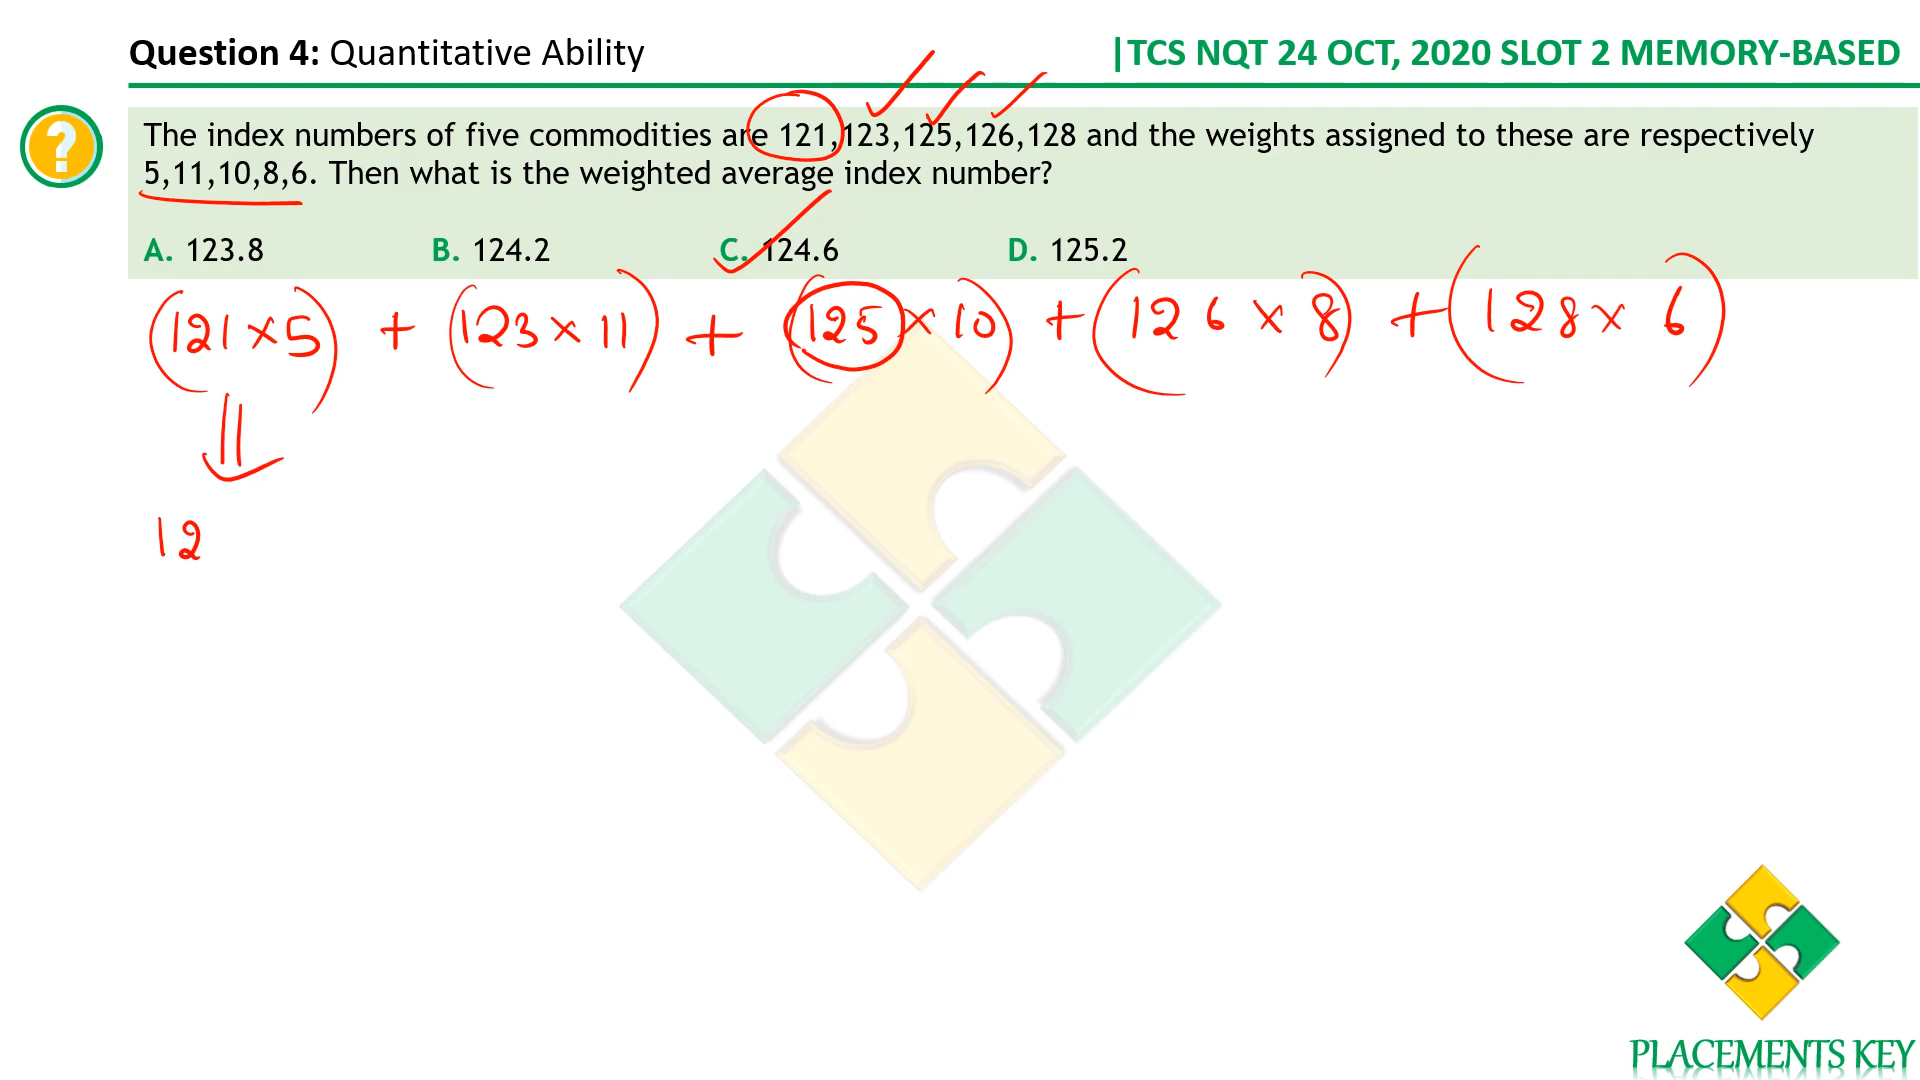 Question 4: Quantitative Ability
|TCS NQT 24 OCT, 2020 SLOT 2 MEMORY-BASED
?
The index numbers of five commodities are 121,123,125,126,128 and the weights assigned to these are respectively
5,11,10,8,6. Then what is the weighted average index number?
A. 123.8 B. 124.2 C. 124.6 D. 125.2
(121 × 5) + (123 × 11) + (125 × 10) + (126 × 8) + (128 × 6)
12
PLACEMENTS KEY